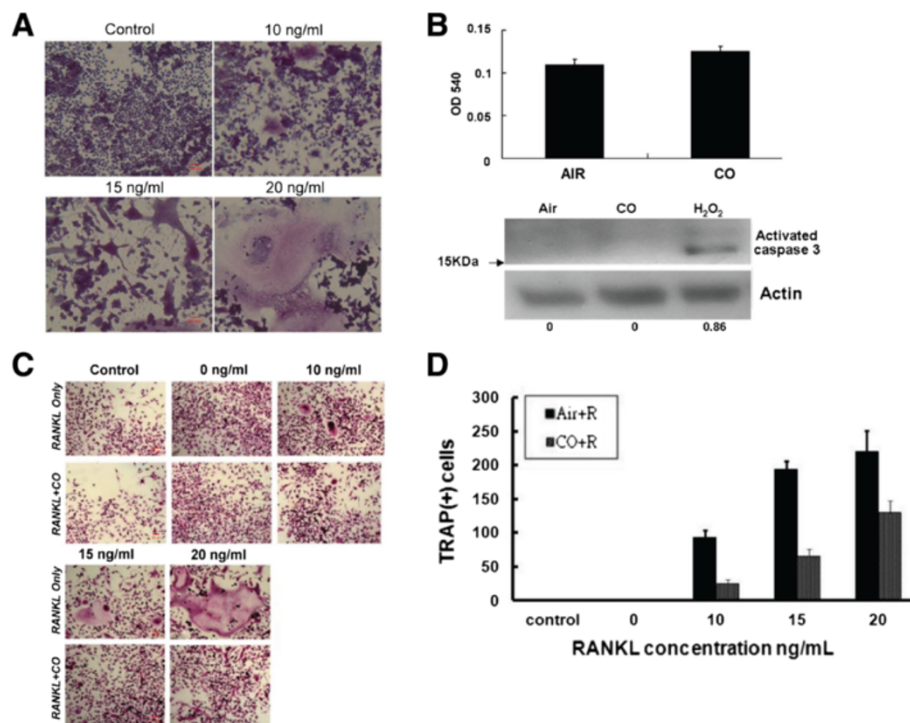 A
Control
10 ng/ml
15 ng/ml
20 ng/ml
B
OD 540
0.15
0.1
0.05
0
AIR
CO
Air
CO
H₂O₂
Activated
caspase 3
15KDa
Actin
0
0
0.86
C
Control
0 ng/ml
10 ng/ml
RANKL Only
RANKL+CO
15 ng/ml
20 ng/ml
RANKL Only
RANKL+CO
D
TRAP(+) cells
300
250
200
150
100
50
0
Air+R
CO+R
control
0
10
15
20
RANKL concentration ng/mL